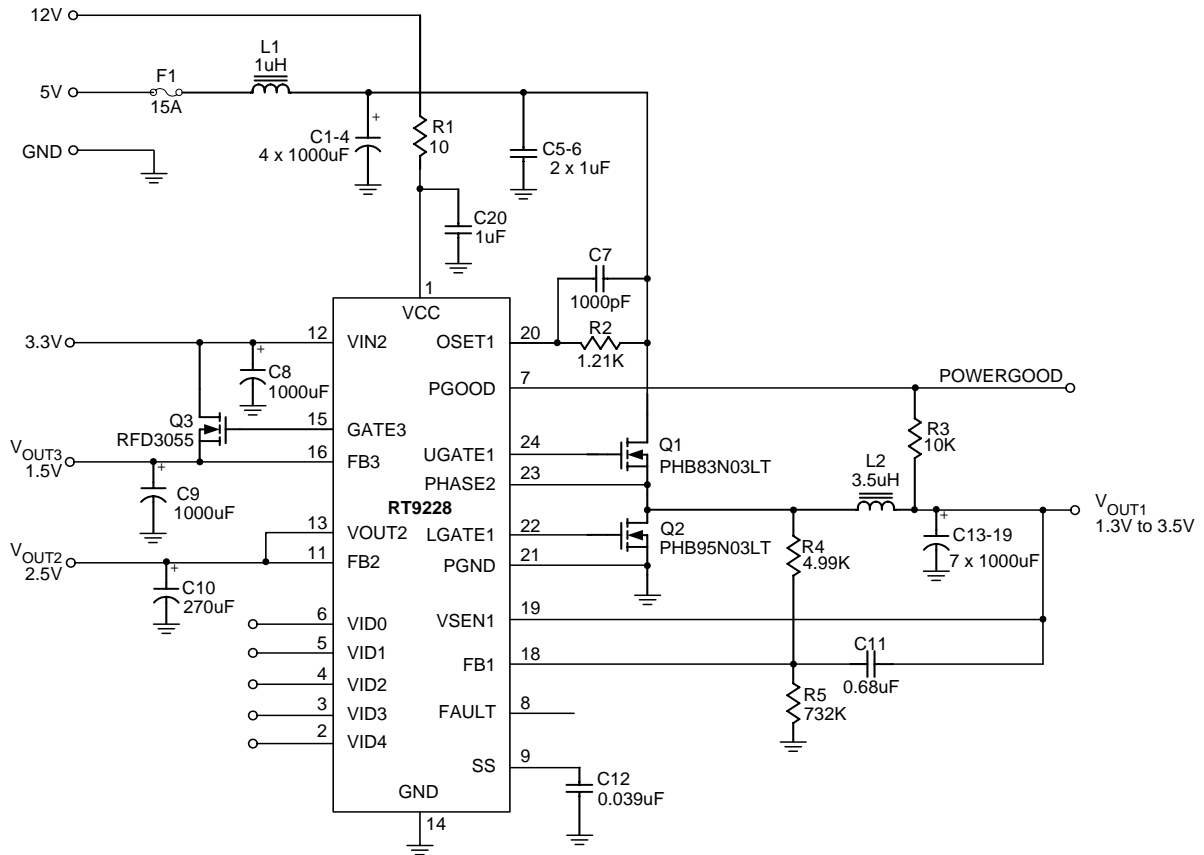 12V
5V
GND
F1
15A
L1
1uH
C1-4
4 x 1000uF
R1
10
C5-6
2 x 1uF
C20
1uF
C7
1000pF
R2
1.21K
1
VCC
3.3V
12
VIN2
OSET1
20
C8
1000uF
PGOOD
7
POWERGOOD
Q3
RFD3055
15
GATE3
R3
10K
VOUT3
1.5V
16
FB3
UGATE1
24
Q1
PHB83N03LT
C9
1000uF
PHASE2
23
L2
3.5uH
RT9228
VOUT1
1.3V to 3.5V
13
VOUT2
LGATE1
22
Q2
PHB95N03LT
R4
4.99K
C13-19
7 x 1000uF
VOUT2
2.5V
11
FB2
PGND
21
C10
270uF
6
VID0
VSEN1
19
5
VID1
FB1
18
C11
0.68uF
4
VID2
R5
732K
3
VID3
FAULT
8
2
VID4
SS
9
C12
0.039uF
GND
14